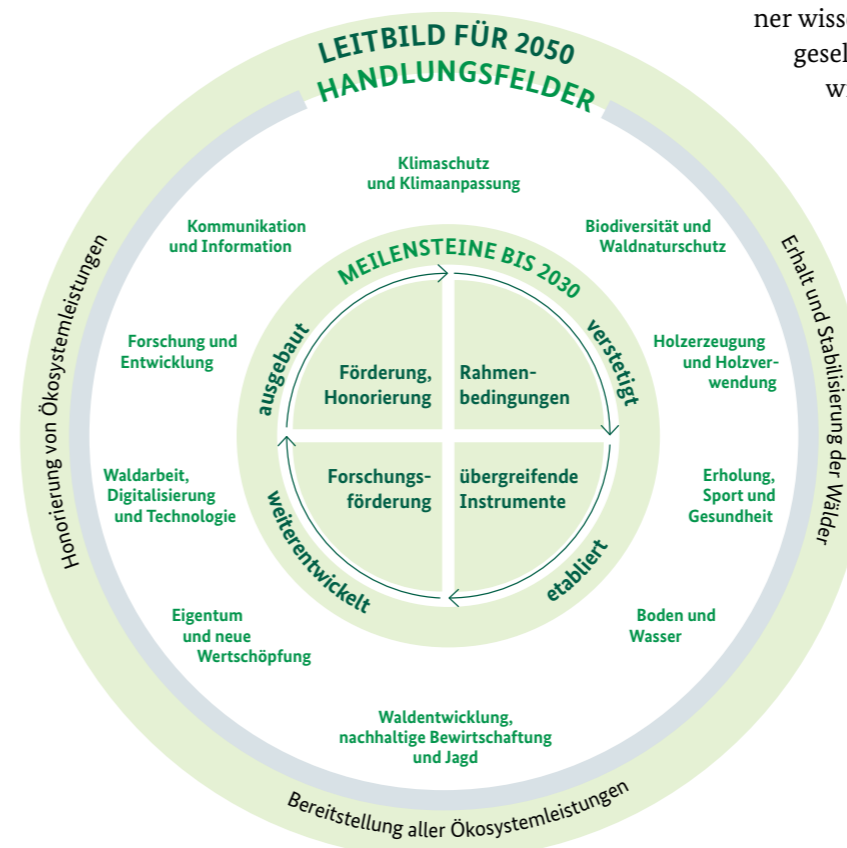 ner wisse
gesel
wi
LEITBILD FÜR 2050
HANDLUNGSFELDER
Klimaschutz
und Klimaanpassung
Biodiversität und
Waldnaturschutz
Holzerzeugung
und Holzver-
wendung
Erholung,
Sport und
Gesundheit
Boden und
Wasser
Waldentwicklung,
nachhaltige Bewirtschaftung
und Jagd
Eigentum
und neue
Wertschöpfung
Waldarbeit,
Digitalisierung
und Technologie
Forschung und
Entwicklung
Kommunikation
und Information
MEILENSTEINE BIS 2030
ausgebaut
verstetigt
etabliert
weiterentwickelt
Förderung,
Honorierung
Rahmen-
bedingungen
Forschungs-
förderung
übergreifende
Instrumente
Honorierung von Ökosystemleistungen
Erhalt und Stabilisierung der Wälder
Bereitstellung aller Ökosystemleistungen